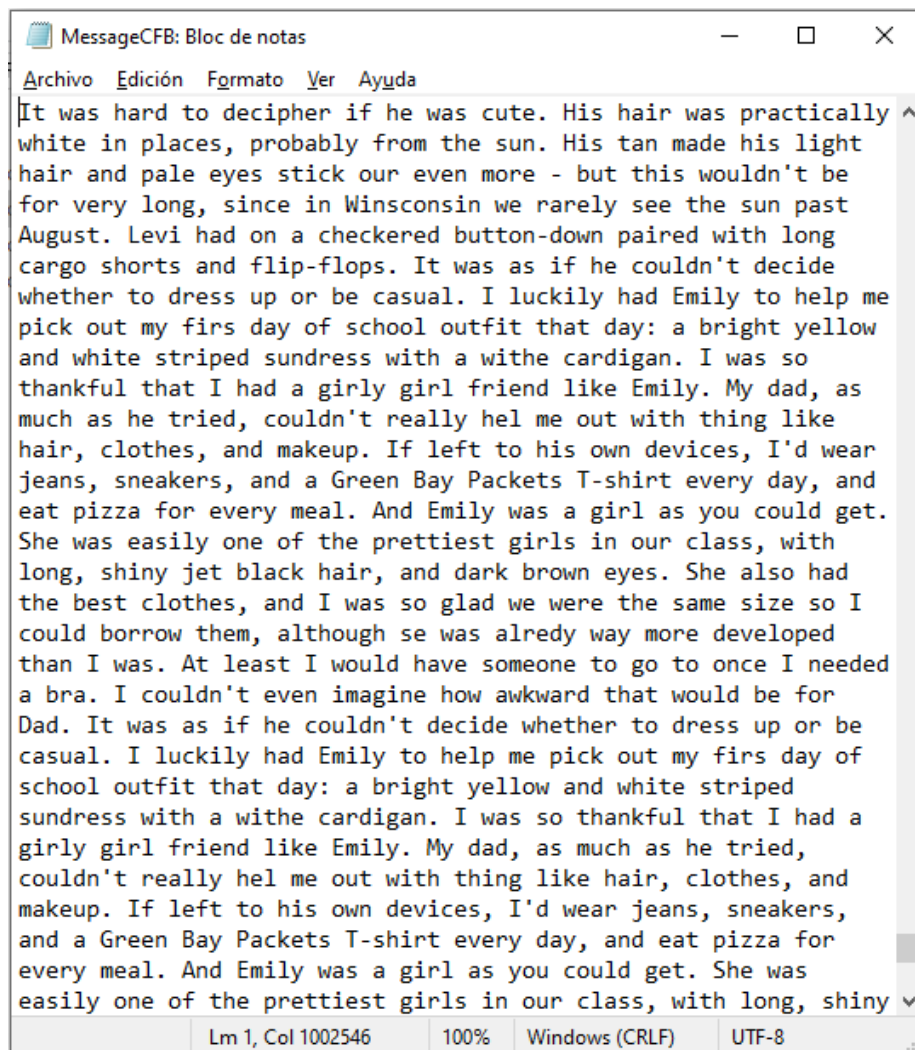 MessageCFB: Bloc de notas
Archivo Edición Formato Ver Ayuda
It was hard to decipher if he was cute. His hair was practically
white in places, probably from the sun. His tan made his light
hair and pale eyes stick our even more - but this wouldn't be
for very long, since in Winsconsin we rarely see the sun past
August. Levi had on a checkered button-down paired with long
cargo shorts and flip-flops. It was as if he couldn't decide
whether to dress up or be casual. I luckily had Emily to help me
pick out my firs day of school outfit that day: a bright yellow
and white striped sundress with a withe cardigan. I was so
thankful that I had a girly girl friend like Emily. My dad, as
much as he tried, couldn't really hel me out with thing like
hair, clothes, and makeup. If left to his own devices, I'd wear
jeans, sneakers, and a Green Bay Packets T-shirt every day, and
eat pizza for every meal. And Emily was a girl as you could get.
She was easily one of the prettiest girls in our class, with
long, shiny jet black hair, and dark brown eyes. She also had
the best clothes, and I was so glad we were the same size so I
could borrow them, although se was alredy way more developed
than I was. At least I would have someone to go to once I needed
a bra. I couldn't even imagine how awkward that would be for
Dad. It was as if he couldn't decide whether to dress up or be
casual. I luckily had Emily to help me pick out my firs day of
school outfit that day: a bright yellow and white striped
sundress with a withe cardigan. I was so thankful that I had a
girly girl friend like Emily. My dad, as much as he tried,
couldn't really hel me out with thing like hair, clothes, and
makeup. If left to his own devices, I'd wear jeans, sneakers,
and a Green Bay Packets T-shirt every day, and eat pizza for
every meal. And Emily was a girl as you could get. She was
easily one of the prettiest girls in our class, with long, shiny
Lm 1, Col 1002546 100% Windows (CRLF) UTF-8